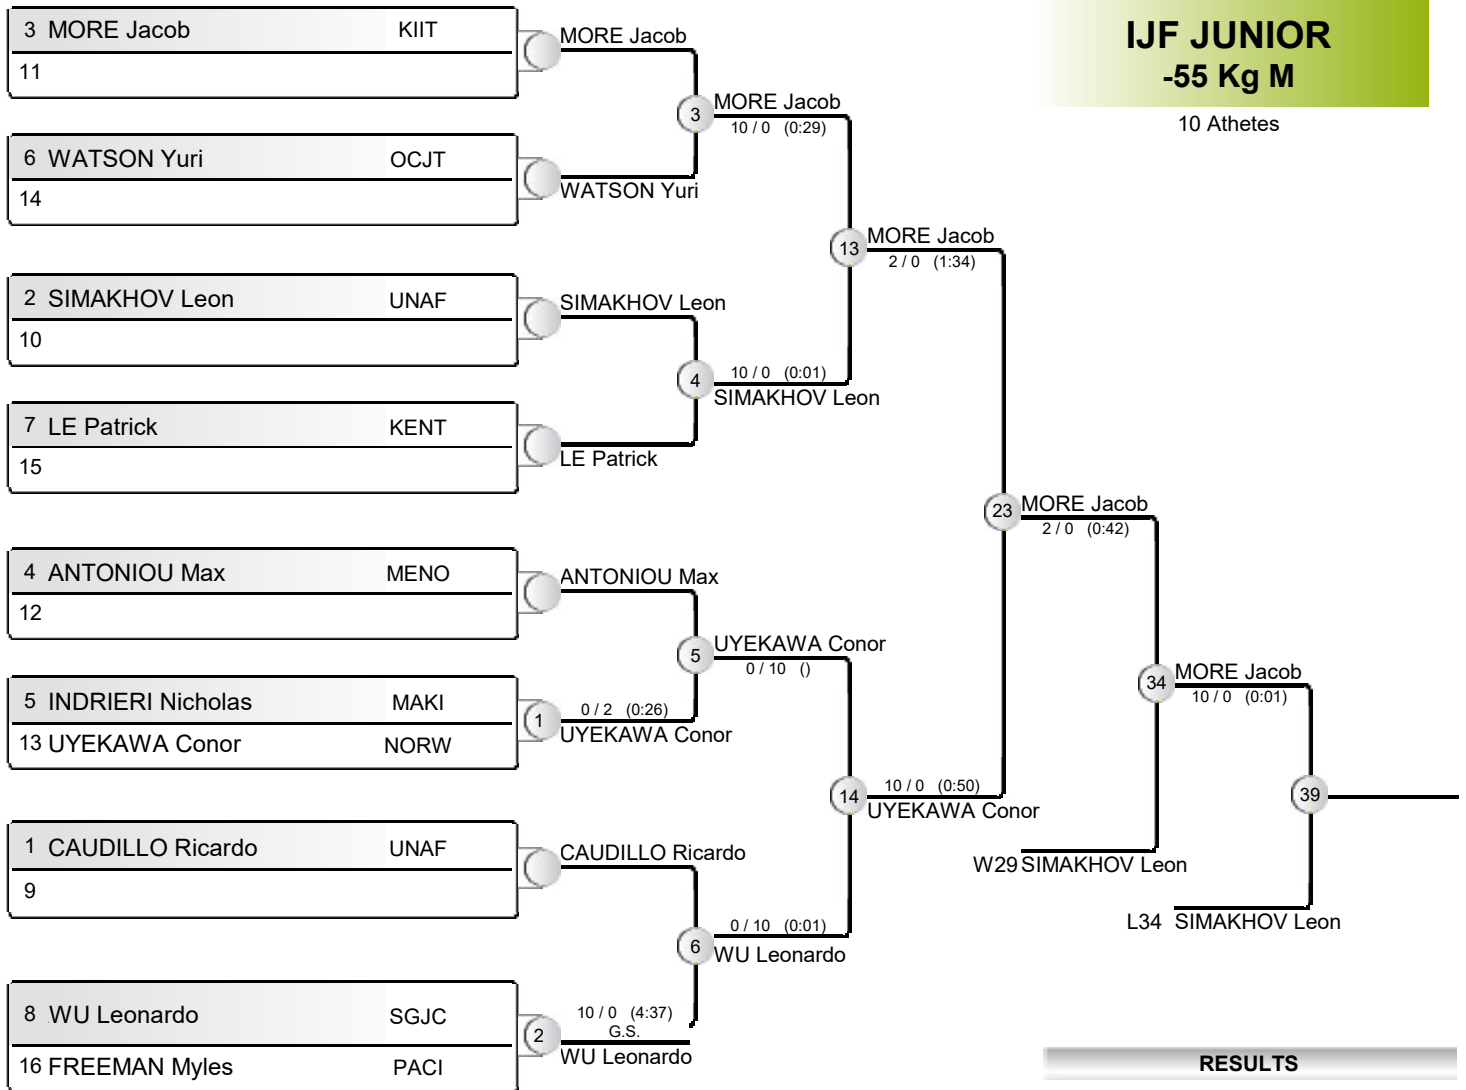 IJF JUNIOR
-55 Kg M
10 Athetes
3 MORE Jacob KIIT
11
MORE Jacob
3 MORE Jacob
10 / 0 (0:29)
6 WATSON Yuri OCJT
14
WATSON Yuri
13 MORE Jacob
2 / 0 (1:34)
2 SIMAKHOV Leon UNAF
10
SIMAKHOV Leon
4 10 / 0 (0:01)
SIMAKHOV Leon
7 LE Patrick KENT
15
LE Patrick
23 MORE Jacob
2 / 0 (0:42)
4 ANTONIOU Max MENO
12
ANTONIOU Max
5 UYEKAWA Conor
0 / 10 ()
5 INDRIERI Nicholas MAKI
13 UYEKAWA Conor NORW
1 0 / 2 (0:26)
UYEKAWA Conor
34 MORE Jacob
10 / 0 (0:01)
14 10 / 0 (0:50)
UYEKAWA Conor
39
1 CAUDILLO Ricardo UNAF
9
CAUDILLO Ricardo
W29 SIMAKHOV Leon
L34 SIMAKHOV Leon
6 0 / 10 (0:01)
WU Leonardo
8 WU Leonardo SGJC
16 FREEMAN Myles PACI
2 10 / 0 (4:37)
G.S.
WU Leonardo
RESULTS